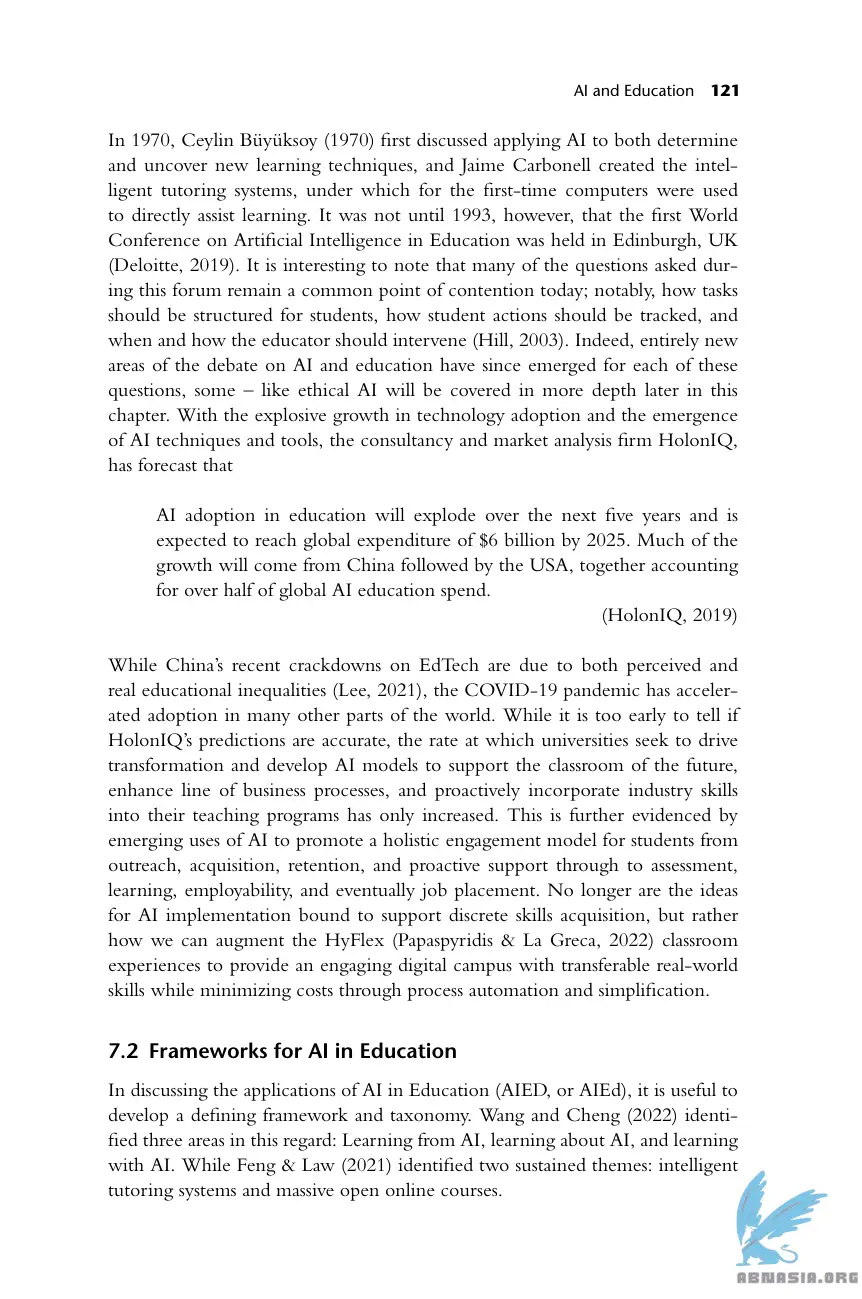 AI and Education 121
In 1970, Ceylin Büyüksoy (1970) first discussed applying AI to both determine
and uncover new learning techniques, and Jaime Carbonell created the intel-
ligent tutoring systems, under which for the first-time computers were used
to directly assist learning. It was not until 1993, however, that the first World
Conference on Artificial Intelligence in Education was held in Edinburgh, UK
(Deloitte, 2019). It is interesting to note that many of the questions asked dur-
ing this forum remain a common point of contention today; notably, how tasks
should be structured for students, how student actions should be tracked, and
when and how the educator should intervene (Hill, 2003). Indeed, entirely new
areas of the debate on AI and education have since emerged for each of these
questions, some – like ethical AI will be covered in more depth later in this
chapter. With the explosive growth in technology adoption and the emergence
of AI techniques and tools, the consultancy and market analysis firm HolonIQ,
has forecast that
AI adoption in education will explode over the next five years and is
expected to reach global expenditure of $6 billion by 2025. Much of the
growth will come from China followed by the USA, together accounting
for over half of global AI education spend.
(HolonIQ, 2019)
While China’s recent crackdowns on EdTech are due to both perceived and
real educational inequalities (Lee, 2021), the COVID-19 pandemic has acceler-
ated adoption in many other parts of the world. While it is too early to tell if
HolonIQ’s predictions are accurate, the rate at which universities seek to drive
transformation and develop AI models to support the classroom of the future,
enhance line of business processes, and proactively incorporate industry skills
into their teaching programs has only increased. This is further evidenced by
emerging uses of AI to promote a holistic engagement model for students from
outreach, acquisition, retention, and proactive support through to assessment,
learning, employability, and eventually job placement. No longer are the ideas
for AI implementation bound to support discrete skills acquisition, but rather
how we can augment the HyFlex (Papaspyridis & La Greca, 2022) classroom
experiences to provide an engaging digital campus with transferable real-world
skills while minimizing costs through process automation and simplification.
7.2 Frameworks for AI in Education
In discussing the applications of AI in Education (AIED, or AIEd), it is useful to
develop a defining framework and taxonomy. Wang and Cheng (2022) identi-
fied three areas in this regard: Learning from AI, learning about AI, and learning
with AI. While Feng & Law (2021) identified two sustained themes: intelligent
tutoring systems and massive open online courses.
ABNASIA.ORG